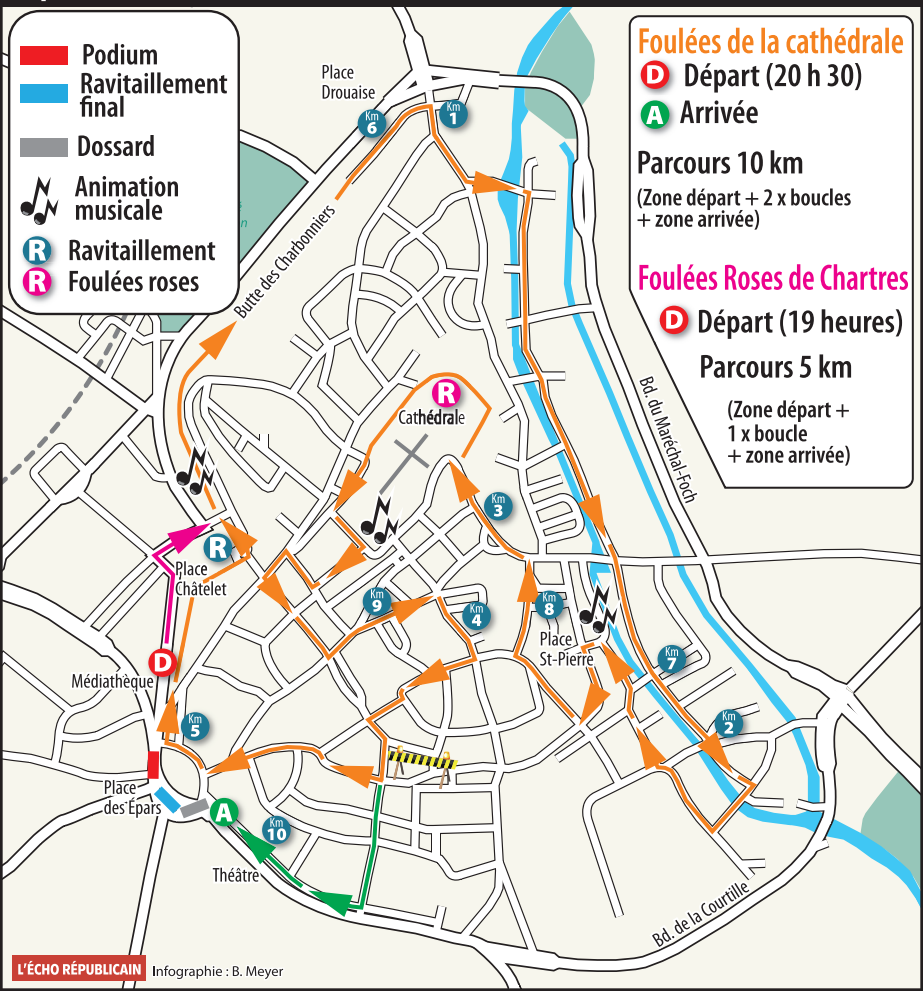 Podium
Ravitaillement
final
Dossard
Animation
musicale
R Ravitaillement
R Foulées roses
Foulées de la cathédrale
D Départ (20 h 30)
A Arrivée
Parcours 10 km
(Zone départ + 2 x boucles
+ zone arrivée)
Foulées Roses de Chartres
D Départ (19 heures)
Parcours 5 km
(Zone départ +
1 x boucle
+ zone arrivée)
Place
Drouaise
Km
6
Km
1
Butte des Charbonniers
R
Cathédrale
Bd. du Maréchal-Foch
Km
3
R
Place
Châtelet
Km
9
Km
4
Km
8
Place
St-Pierre
D
Médiathèque
Km
7
Km
5
Km
2
Place
des Épars
A
Km
10
Théâtre
Bd. de la Courtille
L'ÉCHO RÉPUBLICAIN Infographie : B. Meyer